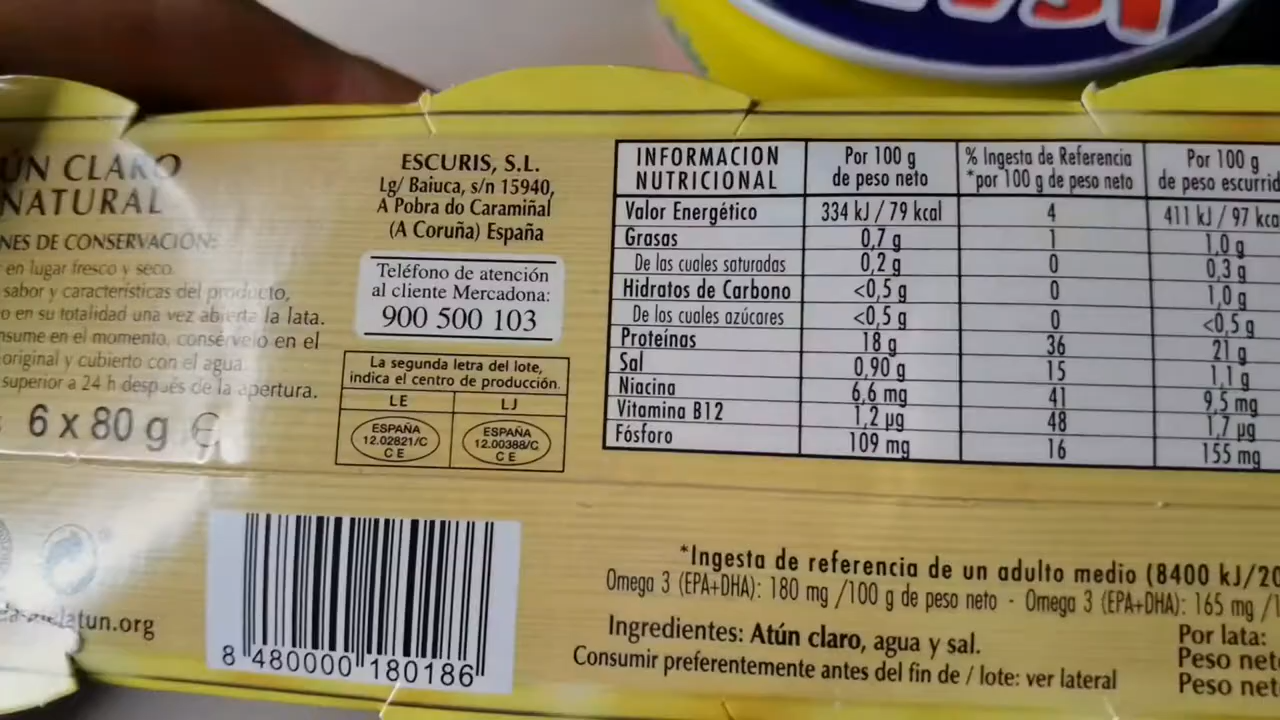 ÚN CLARO
NATURAL
NES DE CONSERVACIÓN:
en lugar fresco y seco.
sabor y características del producto,
o en su totalidad una vez abierta la lata.
nsume en el momento, consérvelo en el
original y cubierto con el agua.
superior a 24 h después de la apertura.
6 x 80 g e
latun.org
ESCURIS, S.L.
Lg/ Baiuca, s/n 15940,
A Pobra do Caramiñal
(A Coruña) España
Teléfono de atención
al cliente Mercadona:
900 500 103
La segunda letra del lote,
indica el centro de producción.
LE LJ
ESPAÑA
12.02821/C
CE
ESPAÑA
12.00388/C
CE
8 480000 180186
INFORMACION NUTRICIONAL Por 100 g de peso neto % Ingesta de Referencia *por 100 g de peso neto Por 100 g de peso escurrid
Valor Energético 334 kJ / 79 kcal 4 411 kJ / 97 kca
Grasas 0,7 g 1 1,0 g
De las cuales saturadas 0,2 g 0 0,3 g
Hidratos de Carbono <0,5 g 0 1,0 g
De los cuales azúcares <0,5 g 0 <0,5 g
Proteínas 18 g 36 21 g
Sal 0,90 g 15 1,1 g
Niacina 6,6 mg 41 9,5 mg
Vitamina B12 1,2 µg 48 1,7 µg
Fósforo 109 mg 16 155 mg
*Ingesta de referencia de un adulto medio (8400 kJ/20
Omega 3 (EPA+DHA): 180 mg /100 g de peso neto - Omega 3 (EPA+DHA): 165 mg /1
Ingredientes: Atún claro, agua y sal.
Consumir preferentemente antes del fin de / lote: ver lateral
Por lata:
Peso net
Peso net